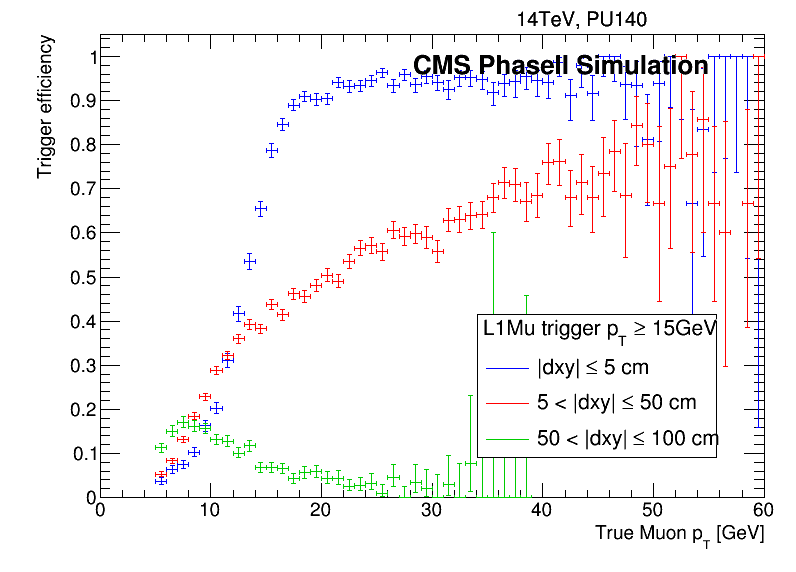 14TeV, PU140
CMS PhaseII Simulation
Trigger efficiency
1
0.9
0.8
0.7
0.6
0.5
0.4
0.3
0.2
0.1
0
L1Mu trigger p_T ≥ 15GeV
|dxy| ≤ 5 cm
5 < |dxy| ≤ 50 cm
50 < |dxy| ≤ 100 cm
0 10 20 30 40 50 60
True Muon p_T [GeV]